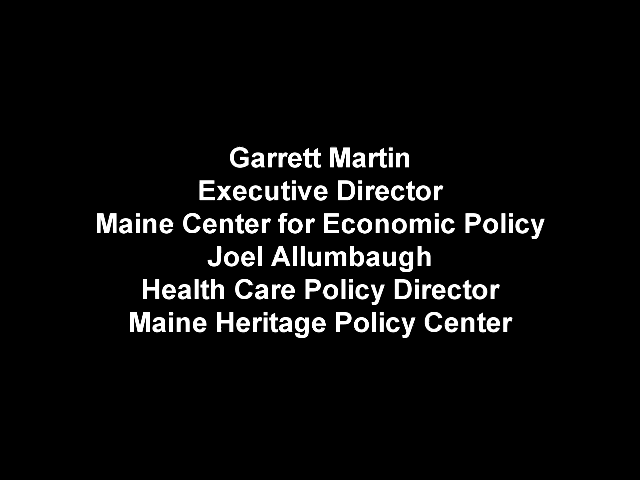 Garrett Martin
Executive Director
Maine Center for Economic Policy
Joel Allumbaugh
Health Care Policy Director
Maine Heritage Policy Center